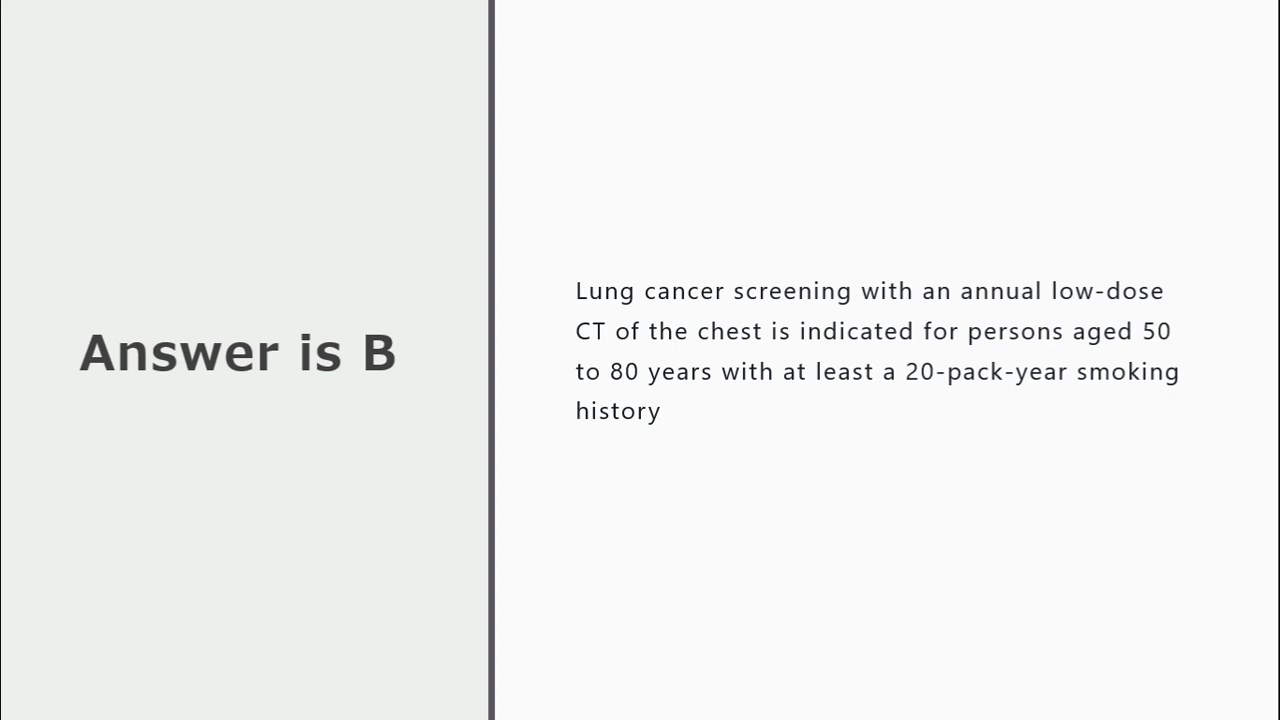 Answer is B
Lung cancer screening with an annual low-dose
CT of the chest is indicated for persons aged 50
to 80 years with at least a 20-pack-year smoking
history